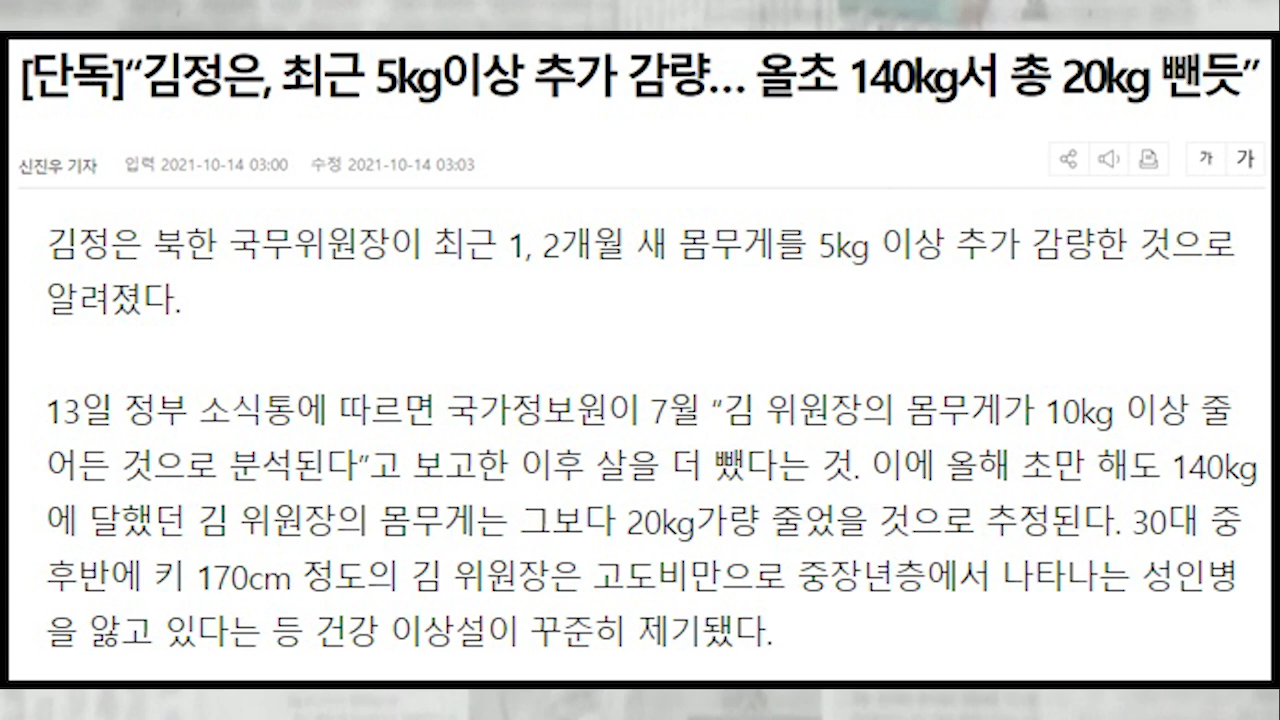 [단독]“김정은, 최근 5kg이상 추가 감량… 올초 140kg서 총 20kg 뺀듯”
신진우 기자 입력 2021-10-14 03:00 수정 2021-10-14 03:03
가 가
김정은 북한 국무위원장이 최근 1, 2개월 새 몸무게를 5kg 이상 추가 감량한 것으로
알려졌다.
13일 정부 소식통에 따르면 국가정보원이 7월 “김 위원장의 몸무게가 10kg 이상 줄
어든 것으로 분석된다”고 보고한 이후 살을 더 뺐다는 것. 이에 올해 초만 해도 140kg
에 달했던 김 위원장의 몸무게는 그보다 20kg가량 줄었을 것으로 추정된다. 30대 중
후반에 키 170cm 정도의 김 위원장은 고도비만으로 중장년층에서 나타나는 성인병
을 앓고 있다는 등 건강 이상설이 꾸준히 제기됐다.